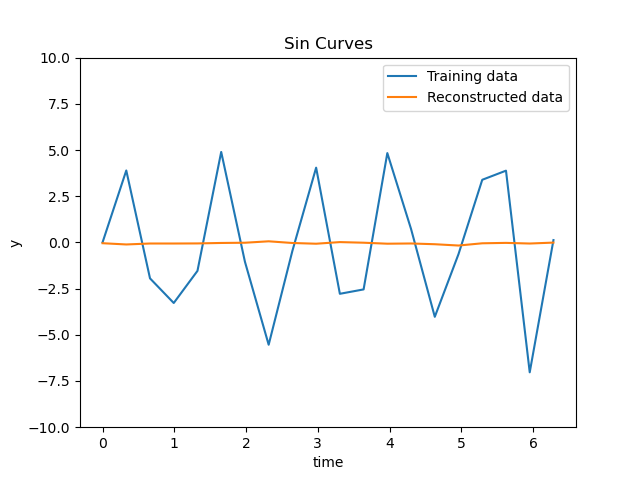 Sin Curves
Training data
Reconstructed data
10.0
7.5
5.0
2.5
0.0
−2.5
−5.0
−7.5
−10.0
y
0 1 2 3 4 5 6
time